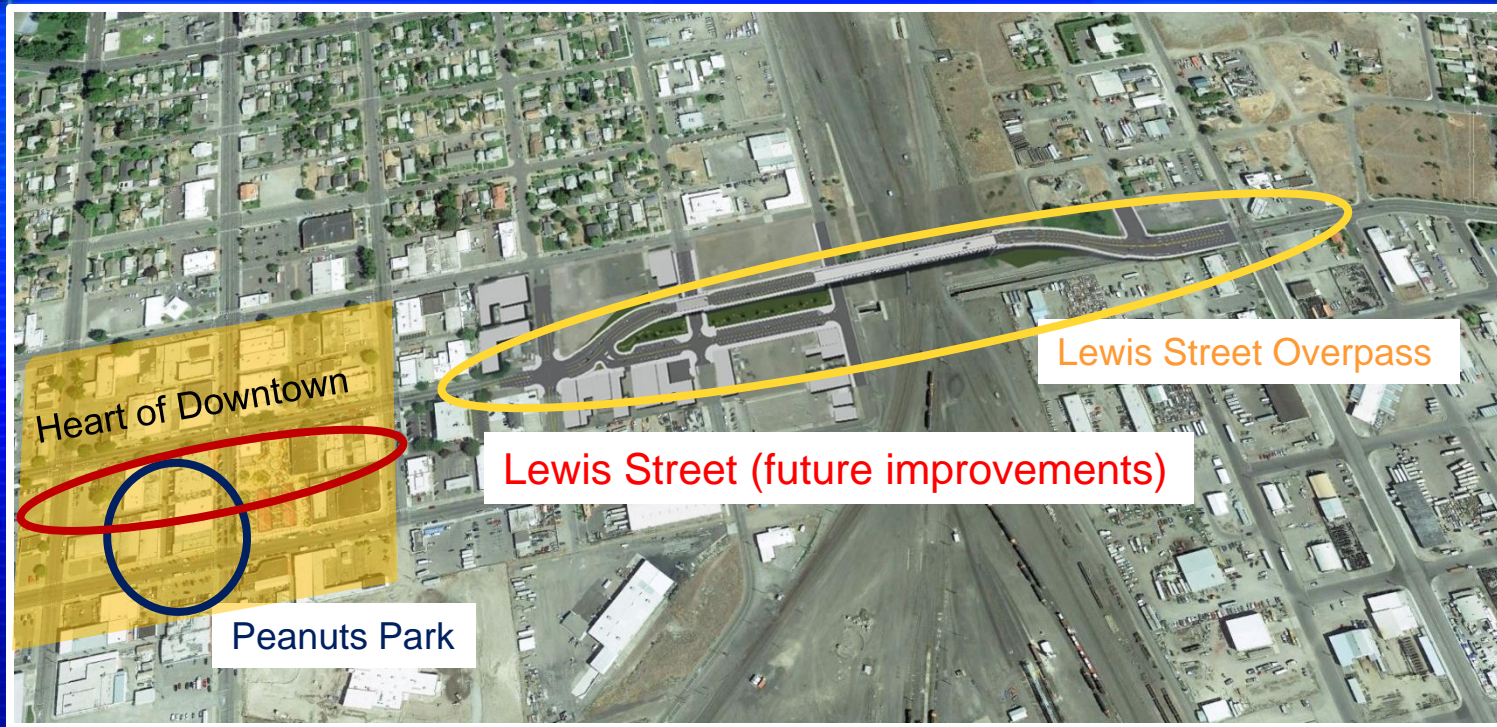 Heart of Downtown
Lewis Street Overpass
Lewis Street (future improvements)
Peanuts Park